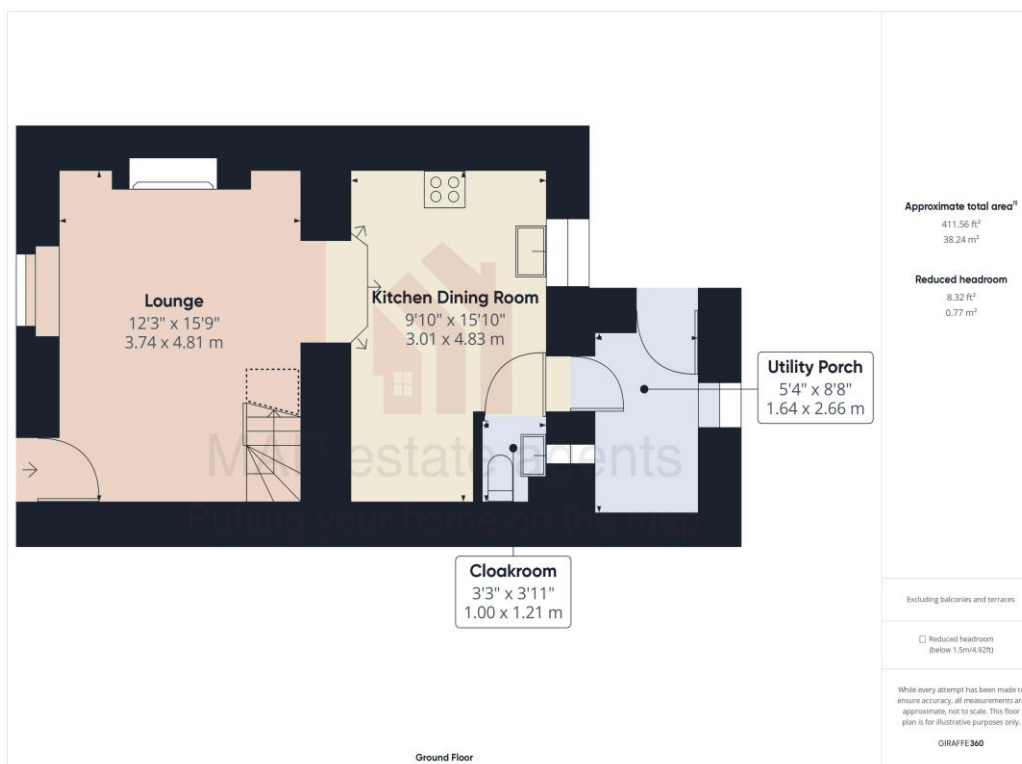 Lounge
12'3" x 15'9"
3.74 x 4.81 m
Kitchen Dining Room
9'10" x 15'10"
3.01 x 4.83 m
Utility Porch
5'4" x 8'8"
1.64 x 2.66 m
MAP estate agents
Putting your home on the map
Cloakroom
3'3" x 3'11"
1.00 x 1.21 m
Ground Floor
Approximate total area(1)
411.56 ft²
38.24 m²
Reduced headroom
8.32 ft²
0.77 m²
Excluding balconies and terraces
Reduced headroom
(below 1.5m/4.92ft)
While every attempt has been made to
ensure accuracy, all measurements are
approximate, not to scale. This floor
plan is for illustrative purposes only.
GIRAFFE360